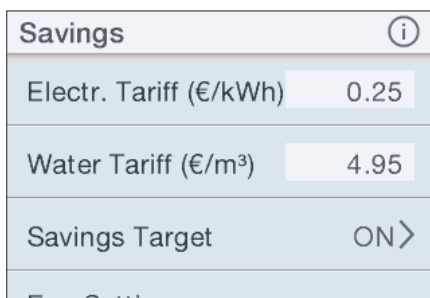 Savings
Electr. Tariff (€/kWh) 0.25
Water Tariff (€/m³) 4.95
Savings Target ON